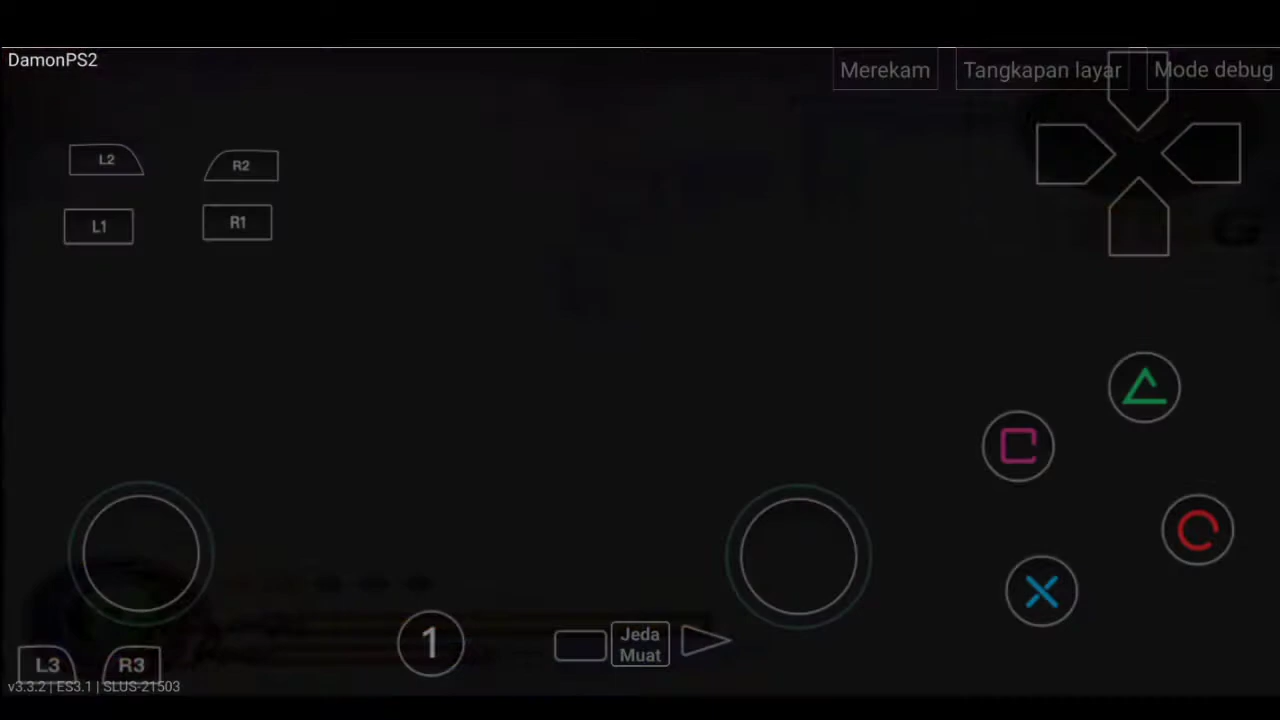 DamonPS2
Merekam
Tangkapan layar
Mode debug
L2
R2
L1
R1
1
Jeda
Muat
L3
R3
v3.3.2 | ES3.1 | SLUS-21503